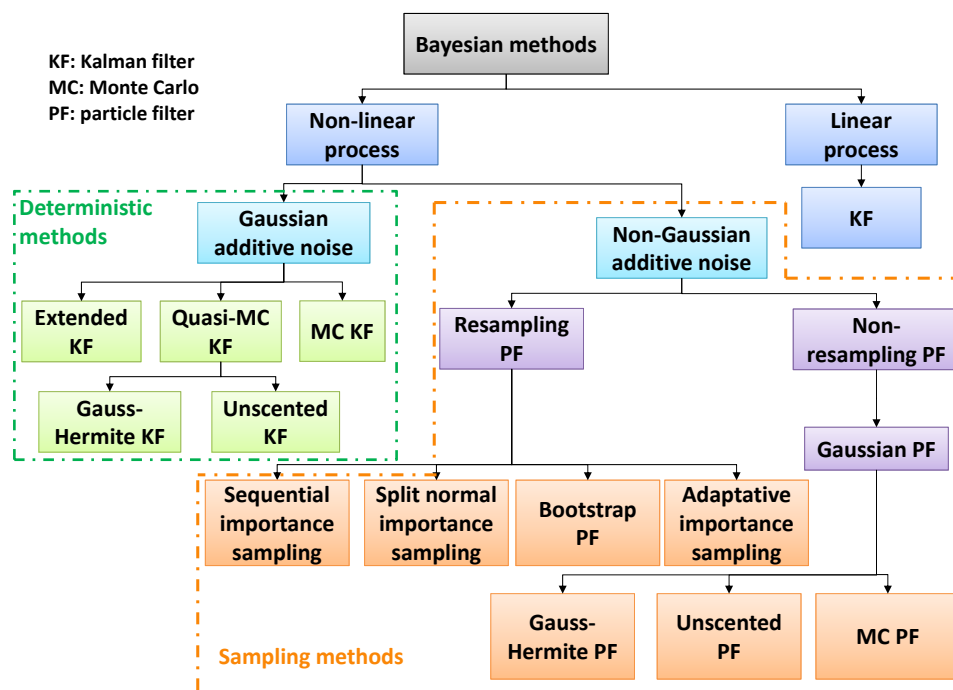 Bayesian methods
KF: Kalman filter
MC: Monte Carlo
PF: particle filter
Non-linear
process
Linear
process
Deterministic
methods
Gaussian
additive noise
Non-Gaussian
additive noise
KF
Extended
KF
Quasi-MC
KF
MC KF
Resampling
PF
Non-
resampling PF
Gauss-
Hermite KF
Unscented
KF
Gaussian PF
Sequential
importance
sampling
Split normal
importance
sampling
Bootstrap
PF
Adaptative
importance
sampling
Gauss-
Hermite PF
Unscented
PF
MC PF
Sampling methods